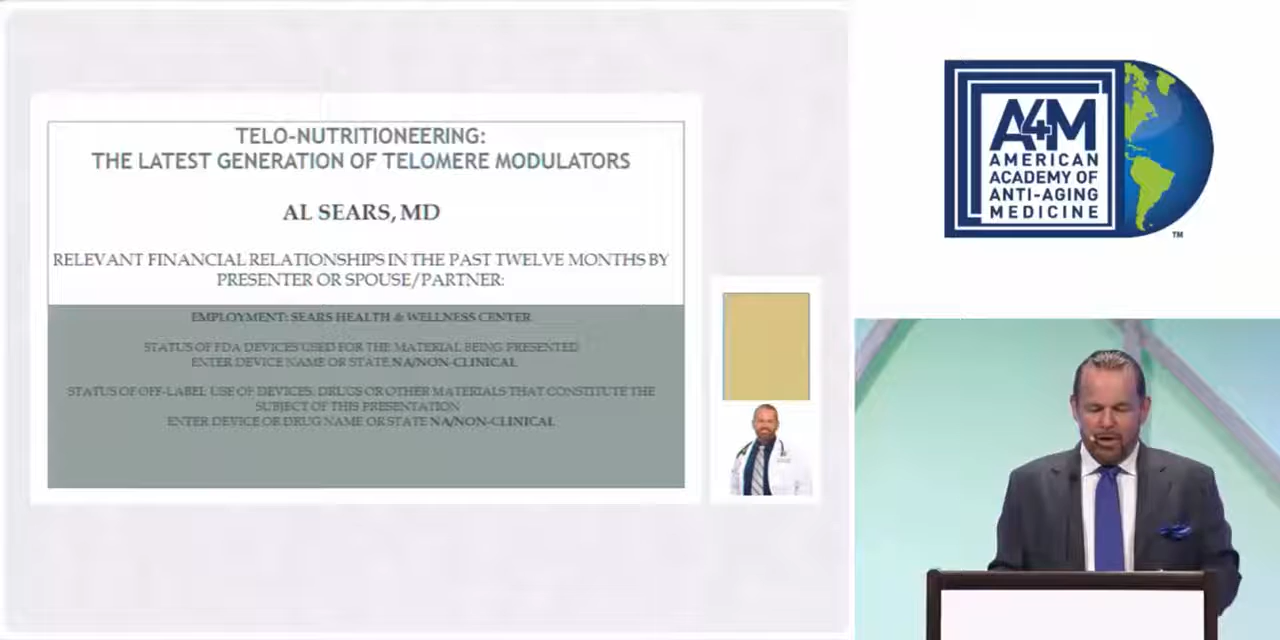 TELO-NUTRITIONEERING:
THE LATEST GENERATION OF TELOMERE MODULATORS
AL SEARS, MD
RELEVANT FINANCIAL RELATIONSHIPS IN THE PAST TWELVE MONTHS BY
PRESENTER OR SPOUSE/PARTNER:
EMPLOYMENT: SEARS HEALTH & WELLNESS CENTER
STATUS OF FDA DEVICES USED FOR THE MATERIAL BEING PRESENTED
ENTER DEVICE NAME OR STATE NA/NON-CLINICAL
STATUS OF OFF-LABEL USE OF DEVICES, DRUGS OR OTHER MATERIALS THAT CONSTITUTE THE
SUBJECT OF THIS PRESENTATION
ENTER DEVICE OR DRUG NAME OR STATE NA/NON-CLINICAL
A4M
AMERICAN
ACADEMY OF
ANTI-AGING
MEDICINE
TM